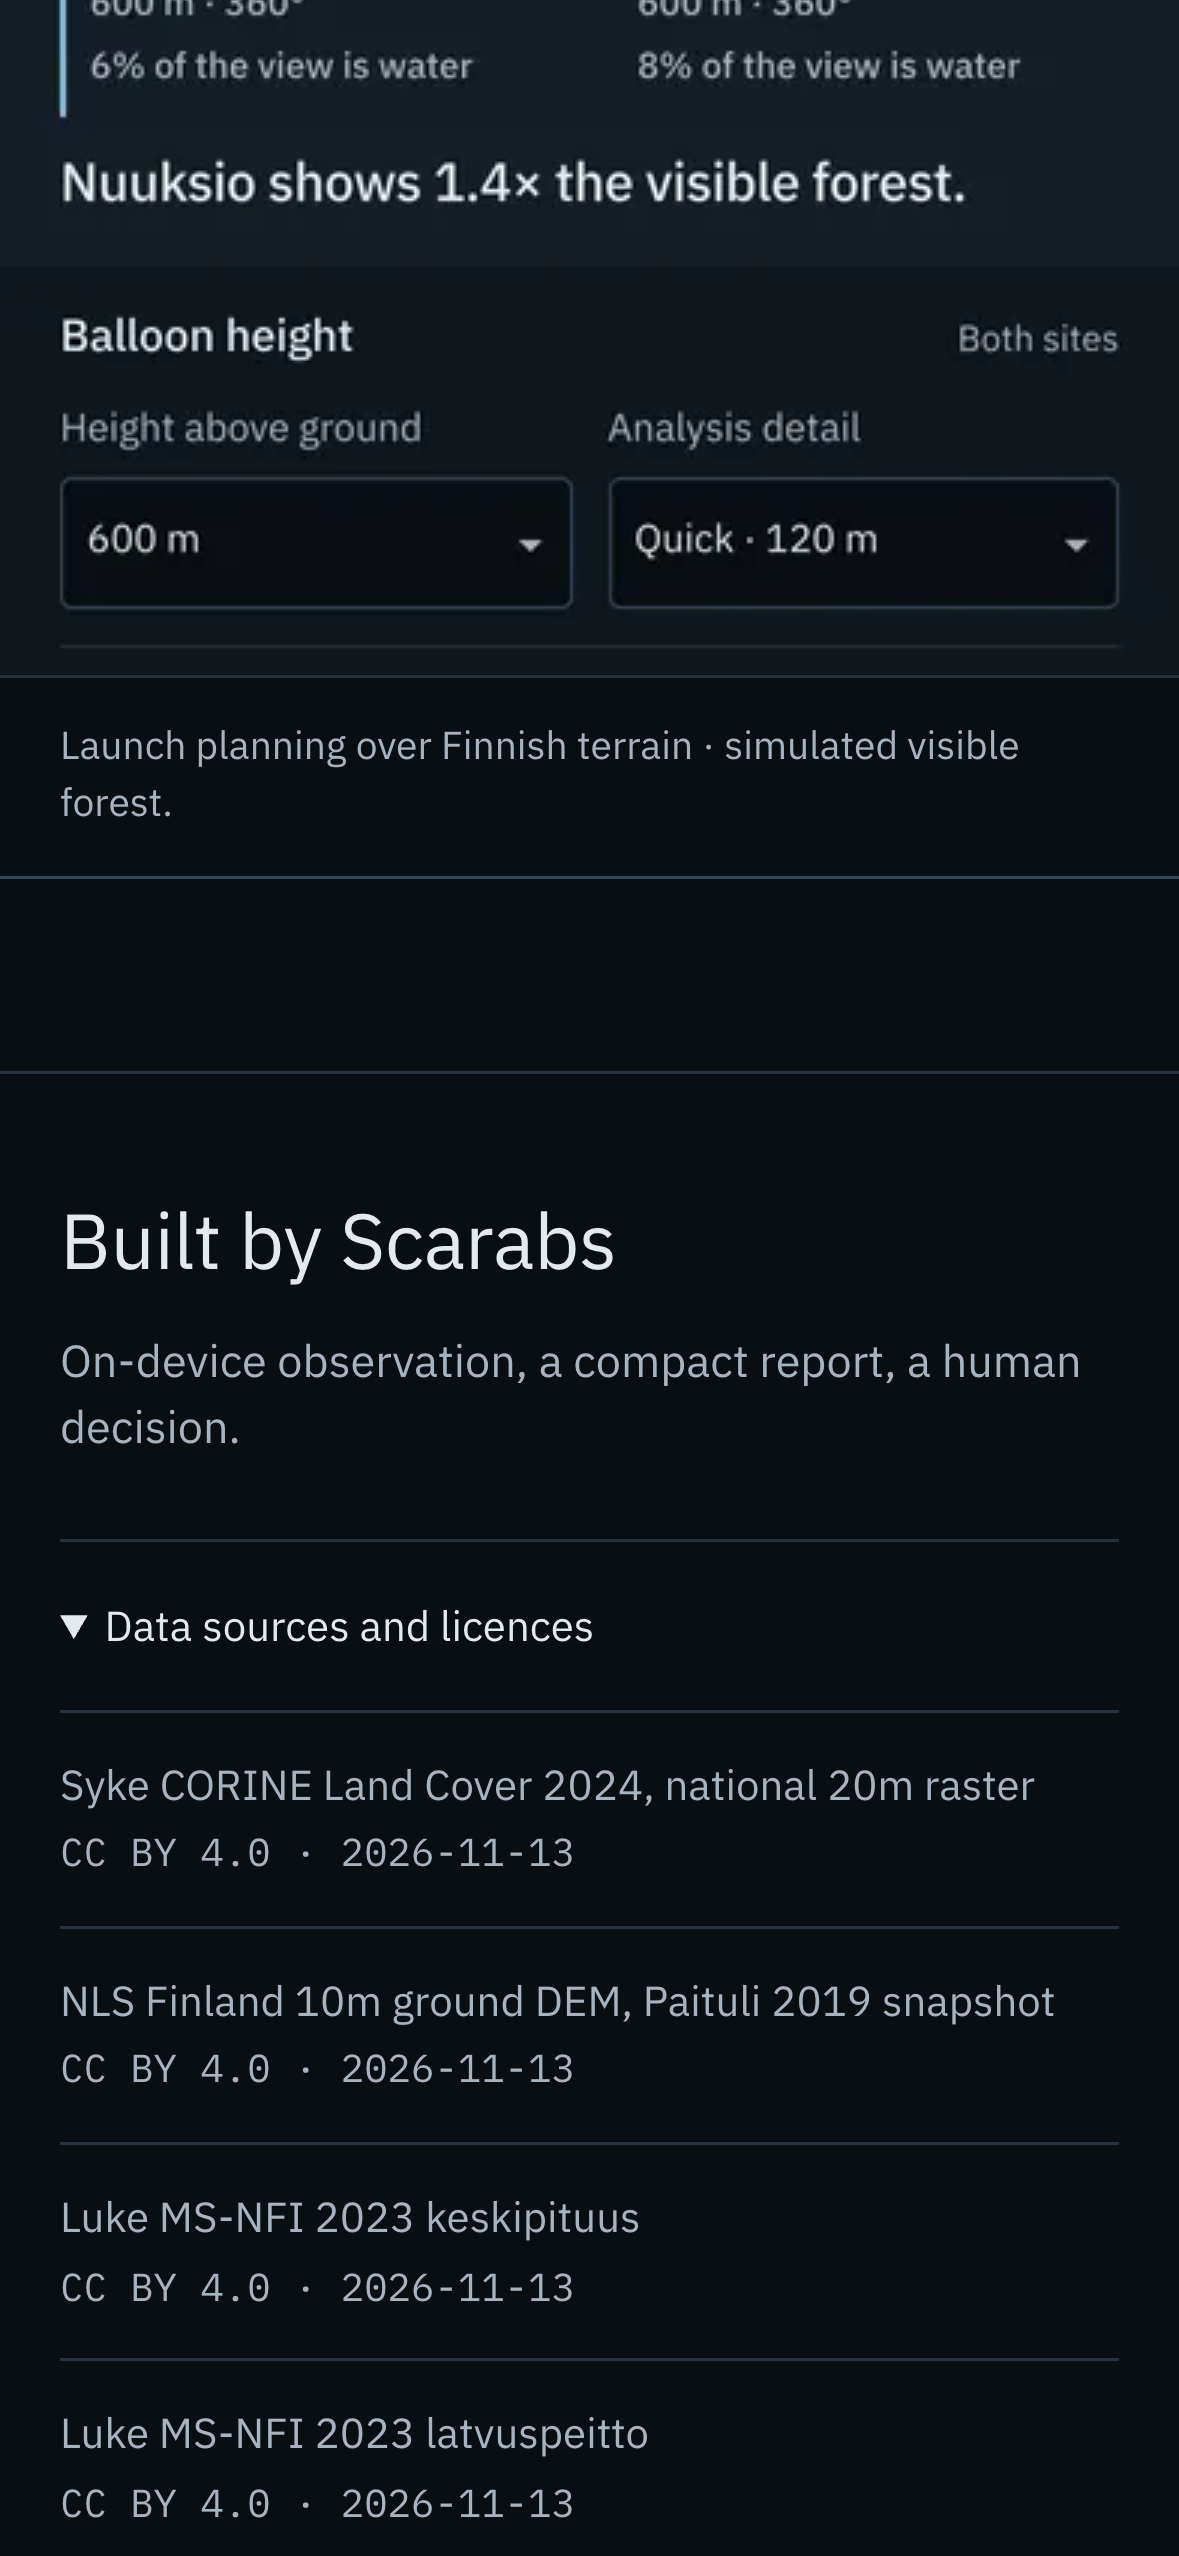 600 m · 360°
600 m · 360°
6% of the view is water
8% of the view is water
Nuuksio shows 1.4× the visible forest.
Balloon height
Both sites
Height above ground
Analysis detail
600 m
Quick · 120 m
Launch planning over Finnish terrain · simulated visible
forest.
Built by Scarabs
On-device observation, a compact report, a human
decision.
▼ Data sources and licences
Syke CORINE Land Cover 2024, national 20m raster
CC BY 4.0 · 2026-11-13
NLS Finland 10m ground DEM, Paituli 2019 snapshot
CC BY 4.0 · 2026-11-13
Luke MS-NFI 2023 keskipituus
CC BY 4.0 · 2026-11-13
Luke MS-NFI 2023 latvuspeitto
CC BY 4.0 · 2026-11-13